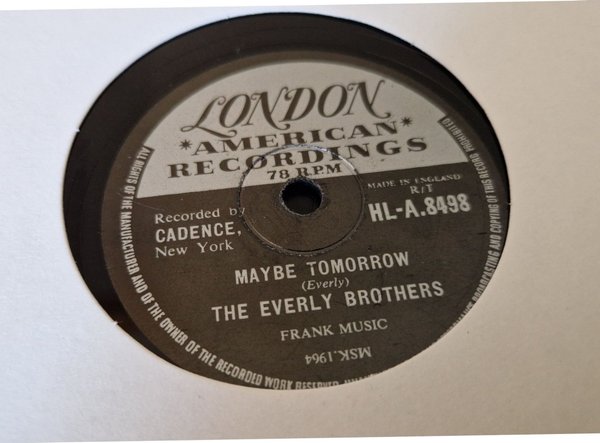 LONDON
*AMERICAN*
RECORDINGS
78 RPM
MADE IN ENGLAND
R/T
HL-A.8498
Recorded by
CADENCE,
New York
MAYBE TOMORROW
(Everly)
THE EVERLY BROTHERS
FRANK MUSIC
MSK.1964
ALL RIGHTS OF THE MANUFACTURER AND OF THE OWNER OF THE RECORDED WORK RESERVED
BROADCASTING AND COPYING OF THIS RECORD PROHIBITED